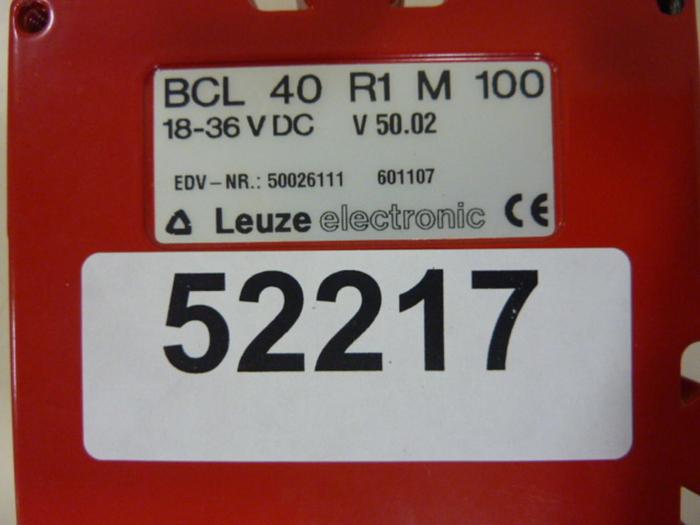 BCL 40 R1 M 100
18-36 V DC V 50.02
EDV-NR.: 50026111 601107
Leuze electronic CE
52217